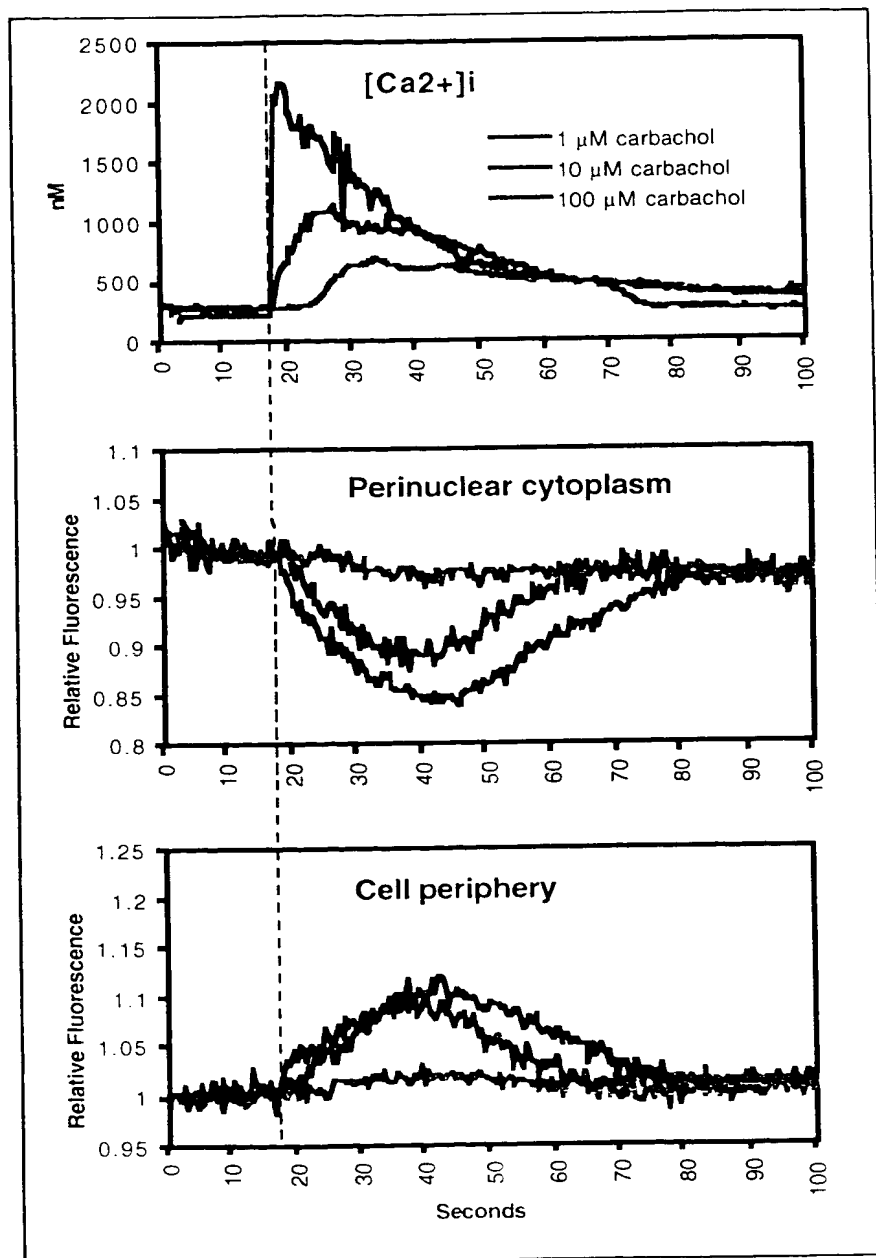 2500
2000
1500
1000
500
0
nM
[Ca2+]i
1 µM carbachol
10 µM carbachol
100 µM carbachol
0 10 20 30 40 50 60 70 80 90 100
1.1
1.05
1
0.95
0.9
0.85
0.8
Relative Fluorescence
Perinuclear cytoplasm
0 10 20 30 40 50 60 70 80 90 100
1.25
1.2
1.15
1.1
1.05
1
0.95
Relative Fluorescence
Cell periphery
0 10 20 30 40 50 60 70 80 90 100
Seconds